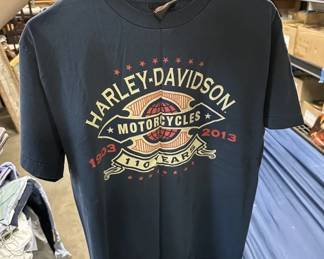 HARLEY-DAVIDSON
MOTORCYCLES
1903 2013
110 YEARS